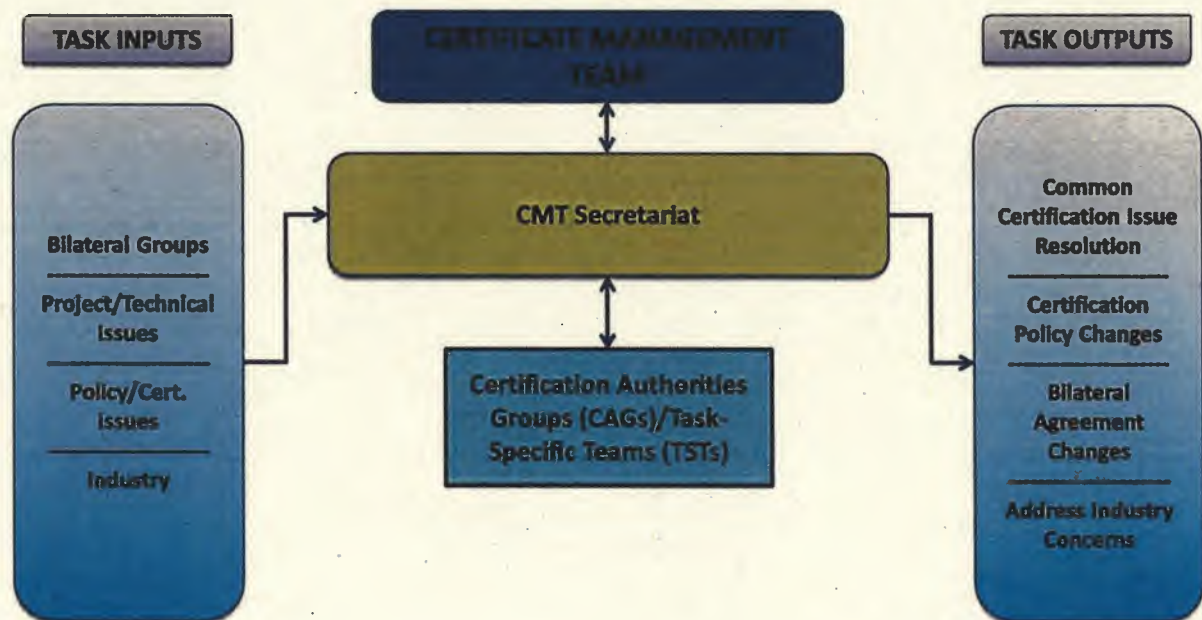 TASK INPUTS
CERTIFICATE MANAGEMENT
TEAM
TASK OUTPUTS
Bilateral Groups
Project/Technical
Issues
Policy/Cert.
Issues
Industry
CMT Secretariat
Certification Authorities
Groups (CAGs)/Task-
Specific Teams (TSTs)
Common
Certification Issue
Resolution
Certification
Policy Changes
Bilateral
Agreement
Changes
Address Industry
Concerns